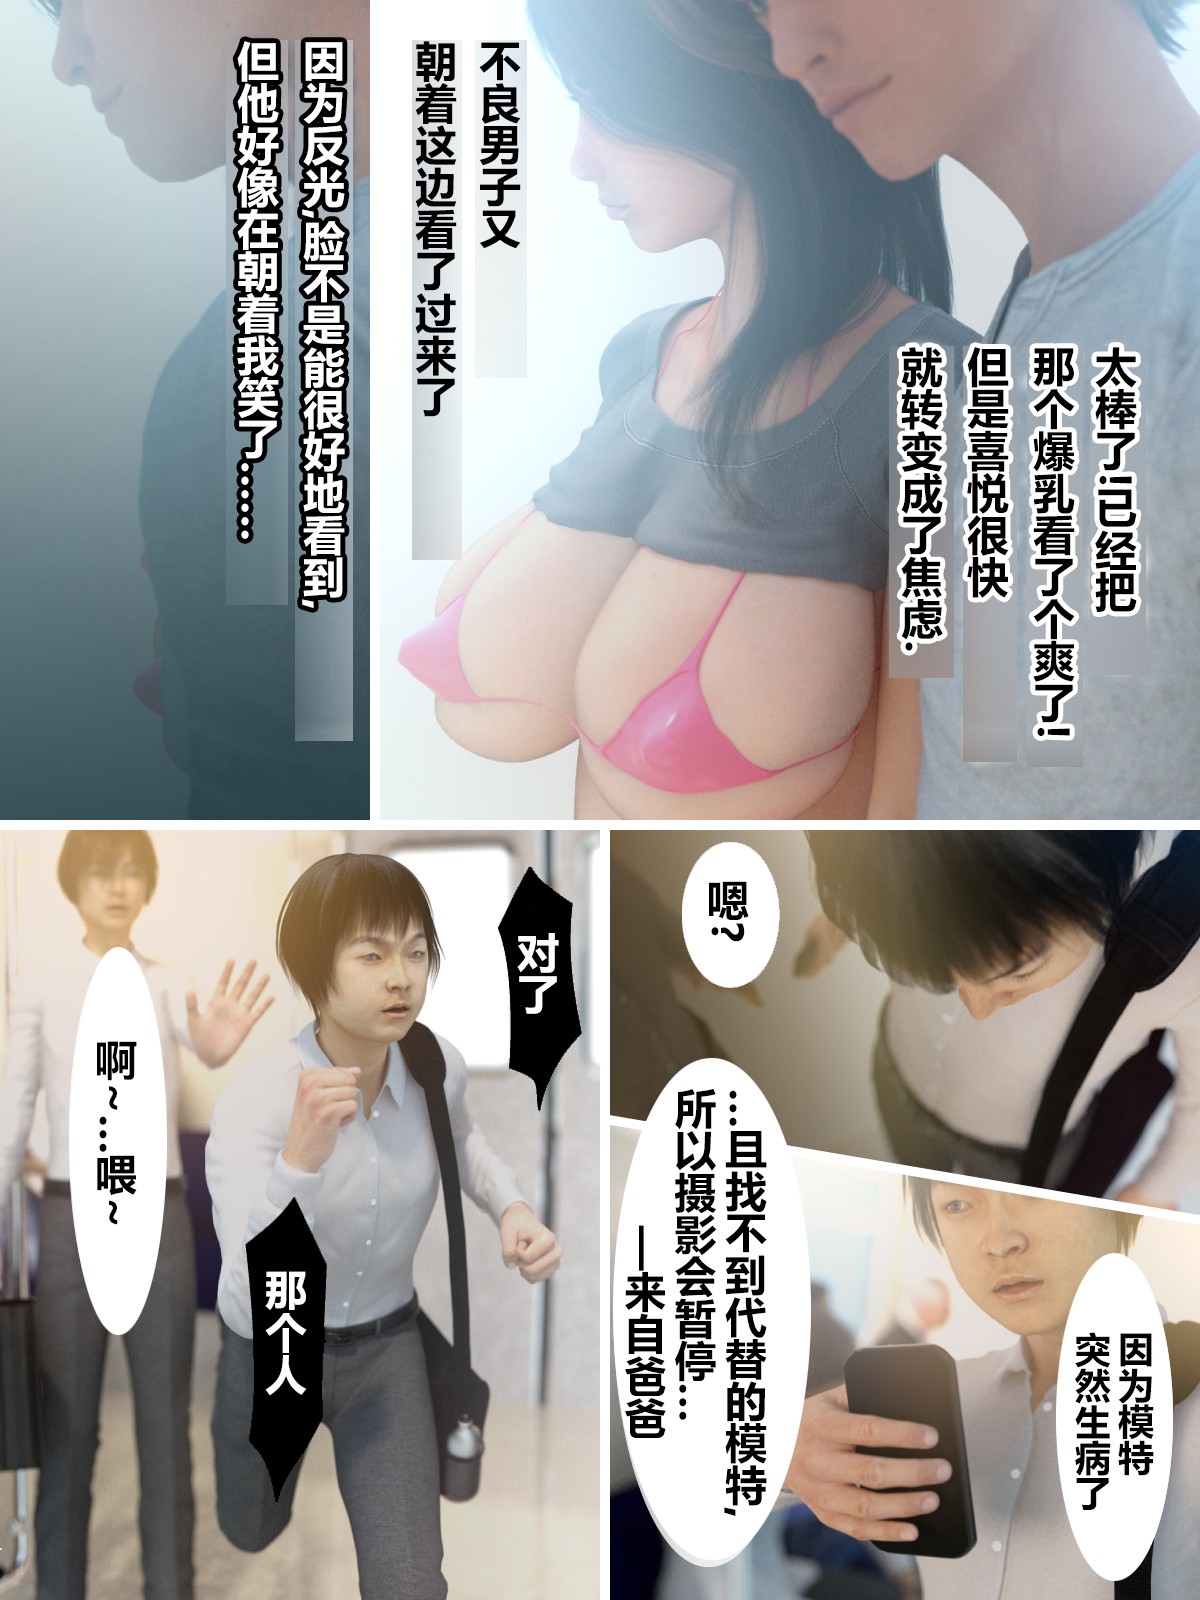 太棒了!已经把
那个爆乳看了个爽了!
但是喜悦很快
就转变成了焦虑.
不良男子又
朝着这边看了过来了
因为反光,脸不是能很好地看到,
但他好像在朝着我笑了……
嗯?
因为模特
突然生病了
…且找不到代替的模特,
所以摄影会暂停…
—来自爸爸
对了
那个人
啊~…喂~